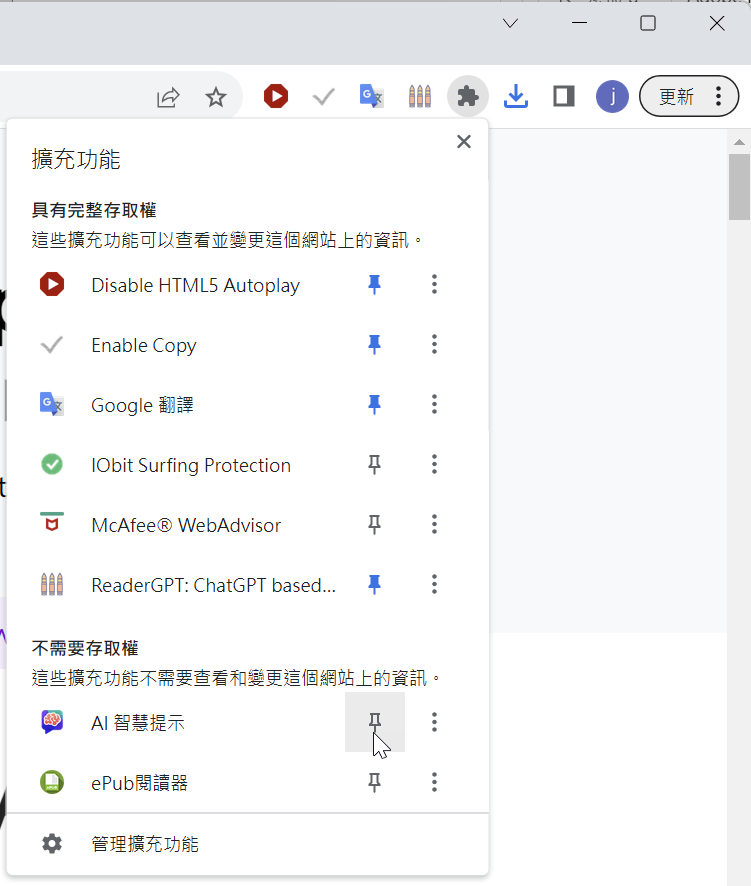 j
更新
擴充功能
具有完整存取權
這些擴充功能可以查看並變更這個網站上的資訊。
Disable HTML5 Autoplay
Enable Copy
Google 翻譯
IObit Surfing Protection
McAfee® WebAdvisor
ReaderGPT: ChatGPT based...
不需要存取權
這些擴充功能不需要查看和變更這個網站上的資訊。
AI 智慧提示
ePub閱讀器
管理擴充功能